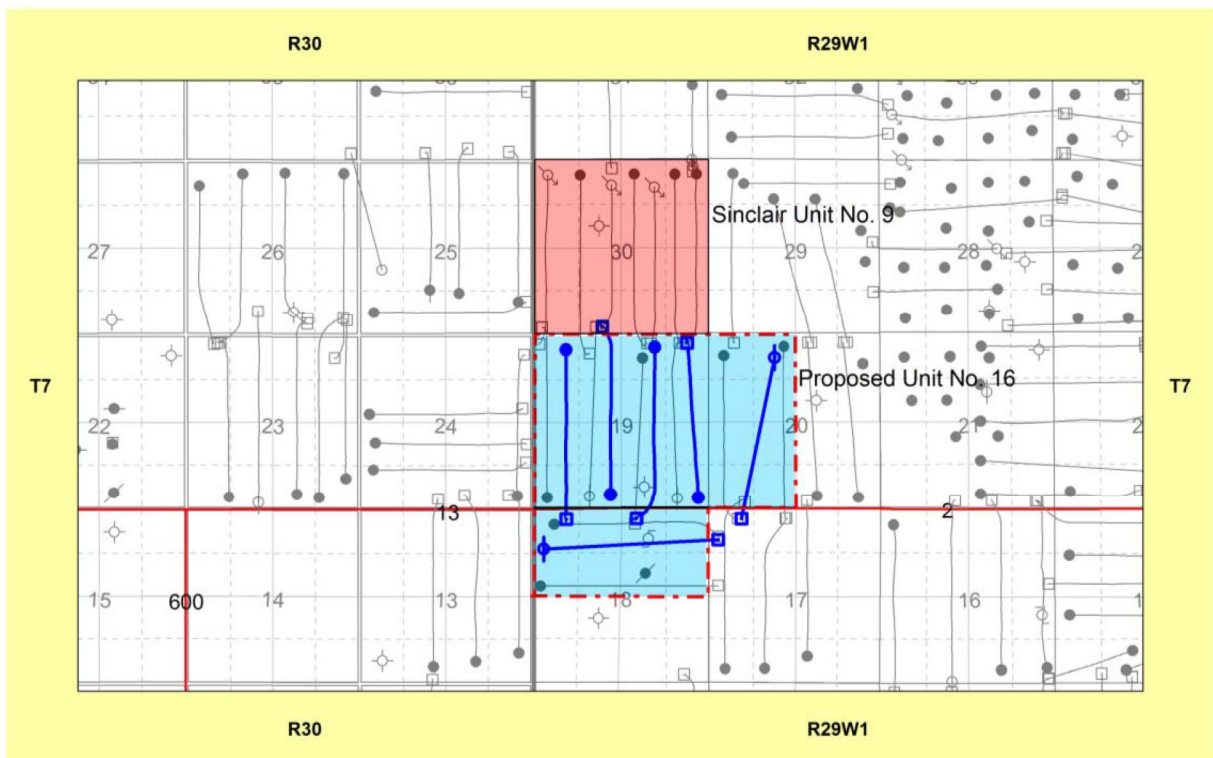 R30 R29W1
Sinclair Unit No. 9
27 26 25 30 29 28
T7 T7
Proposed Unit No. 16
22 23 24 19 20 21
13 2
600
15 14 13 18 17 16
R30 R29W1